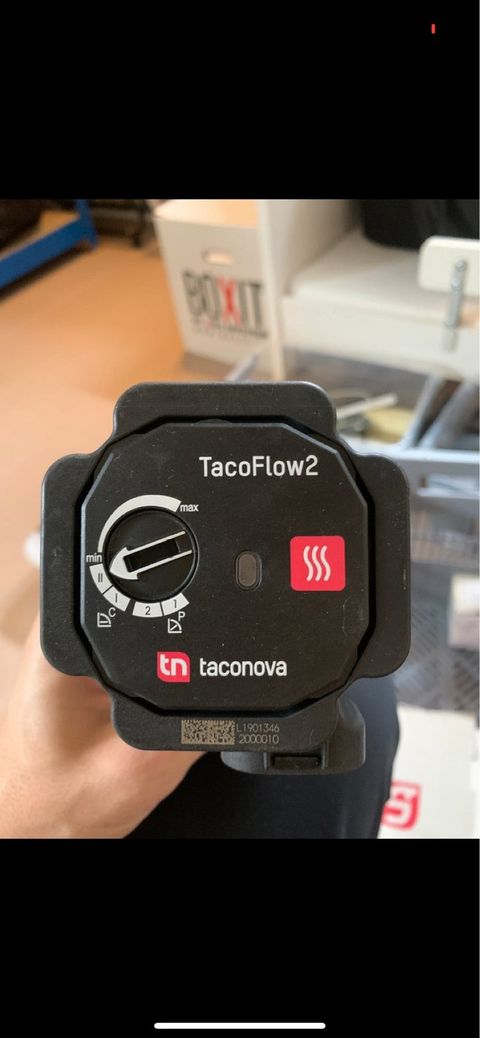 BOXIT
TacoFlow2
max
min
II
I
C
2
1
P
tn taconova
L1901346
2000010
S